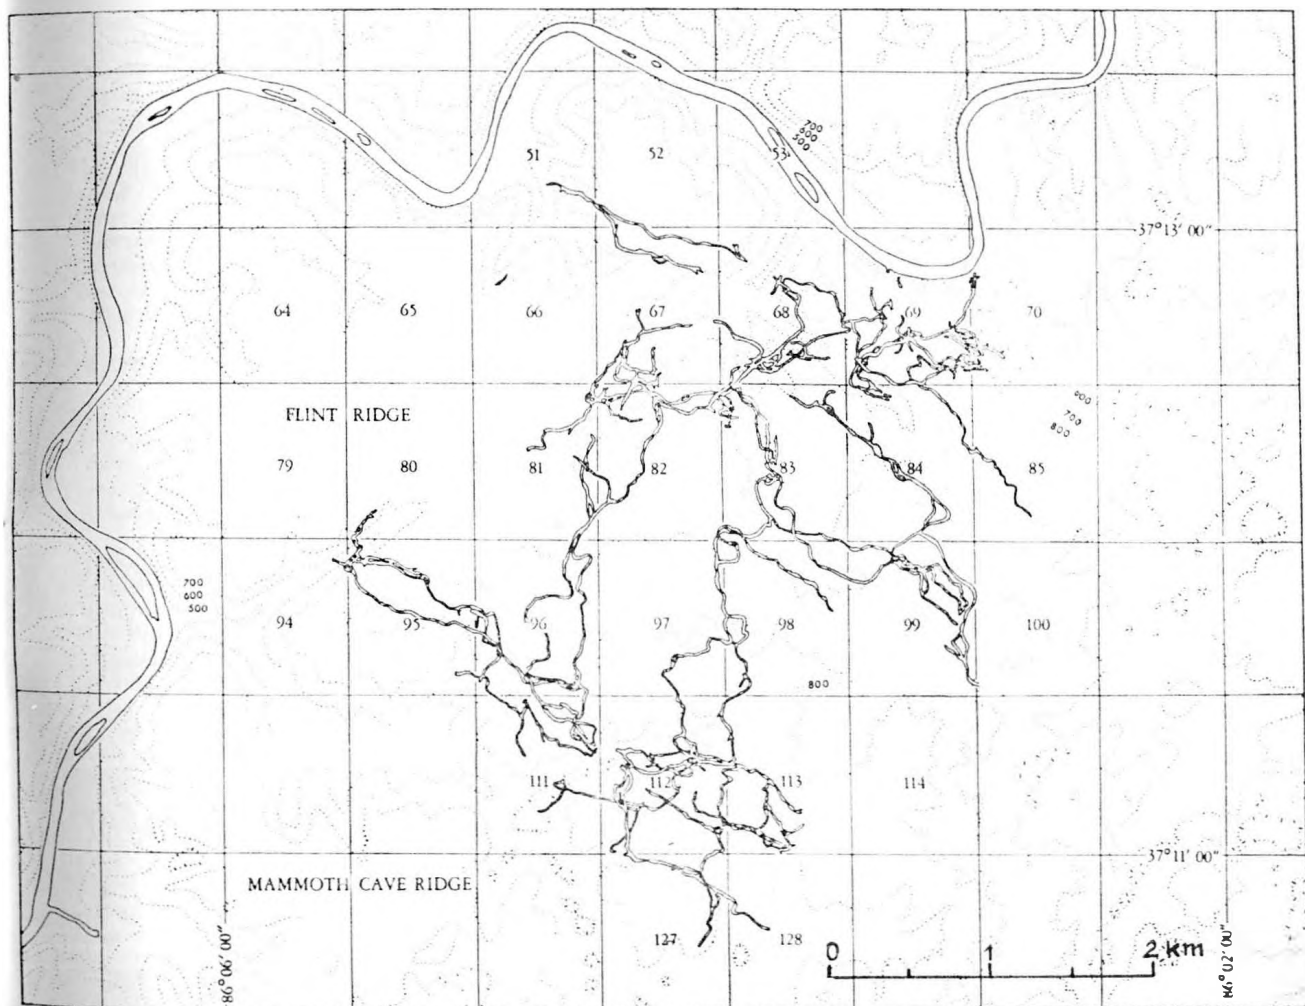 700
600
500
51 52 53
37°13' 00"
64 65 66 67 68 69 70
FLINT RIDGE
600
700
800
79 80 81 82 83 84 85
700
600
500
94 95 96 97 98 99 100
800
111 112 113 114
37°11' 00"
MAMMOTH CAVE RIDGE
127 128
0 1 2 km
86°06' 00"
86°02' 00"